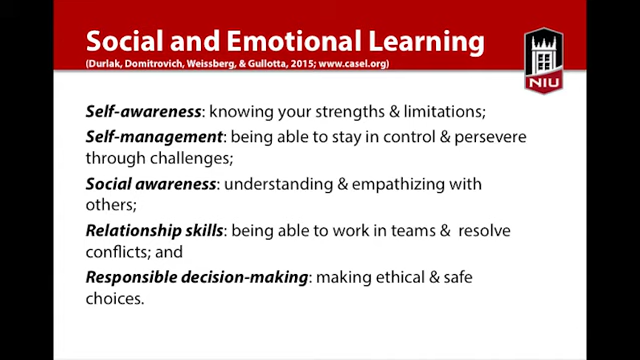 Social and Emotional Learning
(Durlak, Domitrovich, Weissberg, & Gullotta, 2015; www.casel.org)
NIU
Self-awareness: knowing your strengths & limitations;
Self-management: being able to stay in control & persevere
through challenges;
Social awareness: understanding & empathizing with
others;
Relationship skills: being able to work in teams & resolve
conflicts; and
Responsible decision-making: making ethical & safe
choices.